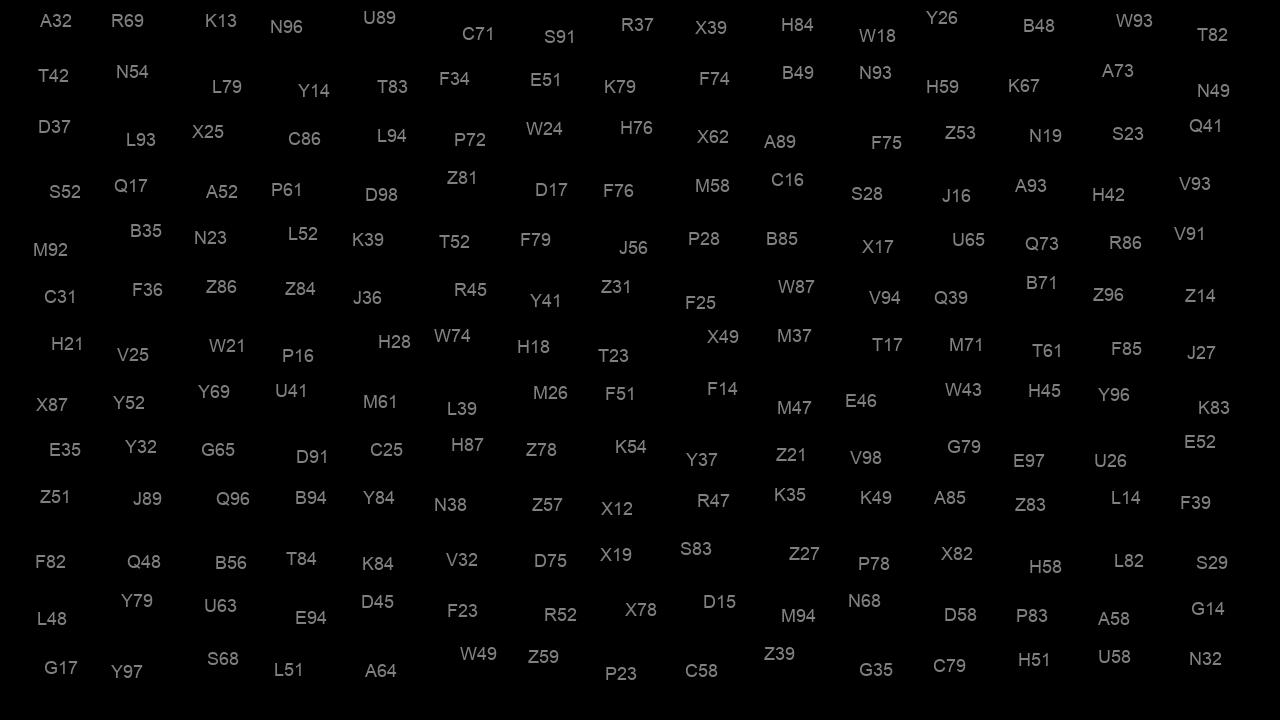 A32 R69 K13 N96 U89 C71 S91 R37 X39 H84 W18 Y26 B48 W93 T82
T42 N54 L79 Y14 T83 F34 E51 K79 F74 B49 N93 H59 K67 A73 N49
D37 L93 X25 C86 L94 P72 W24 H76 X62 A89 F75 Z53 N19 S23 Q41
S52 Q17 A52 P61 D98 Z81 D17 F76 M58 C16 S28 J16 A93 H42 V93
M92 B35 N23 L52 K39 T52 F79 J56 P28 B85 X17 U65 Q73 R86 V91
C31 F36 Z86 Z84 J36 R45 Y41 Z31 F25 W87 V94 Q39 B71 Z96 Z14
H21 V25 W21 P16 H28 W74 H18 T23 X49 M37 T17 M71 T61 F85 J27
X87 Y52 Y69 U41 M61 L39 M26 F51 F14 M47 E46 W43 H45 Y96 K83
E35 Y32 G65 D91 C25 H87 Z78 K54 Y37 Z21 V98 G79 E97 U26 E52
Z51 J89 Q96 B94 Y84 N38 Z57 X12 R47 K35 K49 A85 Z83 L14 F39
F82 Q48 B56 T84 K84 V32 D75 X19 S83 Z27 P78 X82 H58 L82 S29
L48 Y79 U63 E94 D45 F23 R52 X78 D15 M94 N68 D58 P83 A58 G14
G17 Y97 S68 L51 A64 W49 Z59 P23 C58 Z39 G35 C79 H51 U58 N32